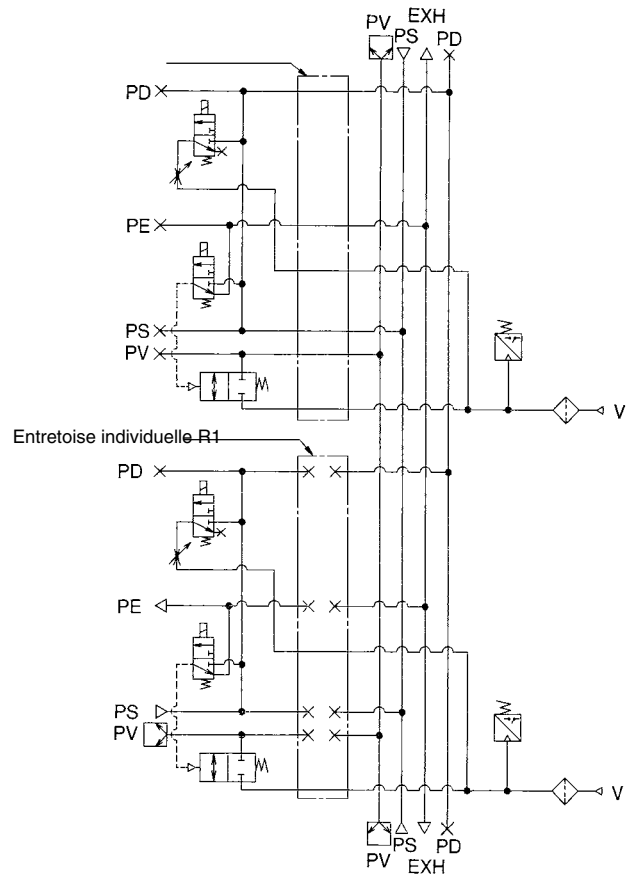 EXH
PV PS PD
PD
PE
PS
PV
V
Entretoise individuelle R1
PD
PE
PS
PV
V
PV PS EXH PD